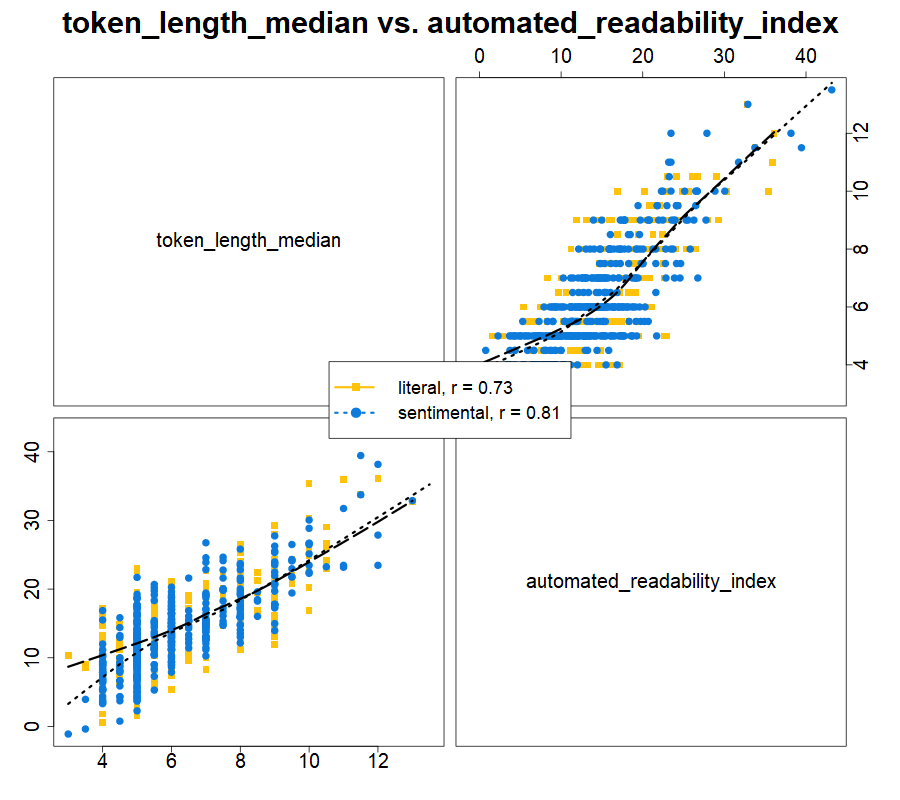 token_length_median vs. automated_readability_index
0 10 20 30 40
token_length_median
4 6 8 10 12
literal, r = 0.73
sentimental, r = 0.81
0 10 20 30 40
automated_readability_index
4 6 8 10 12